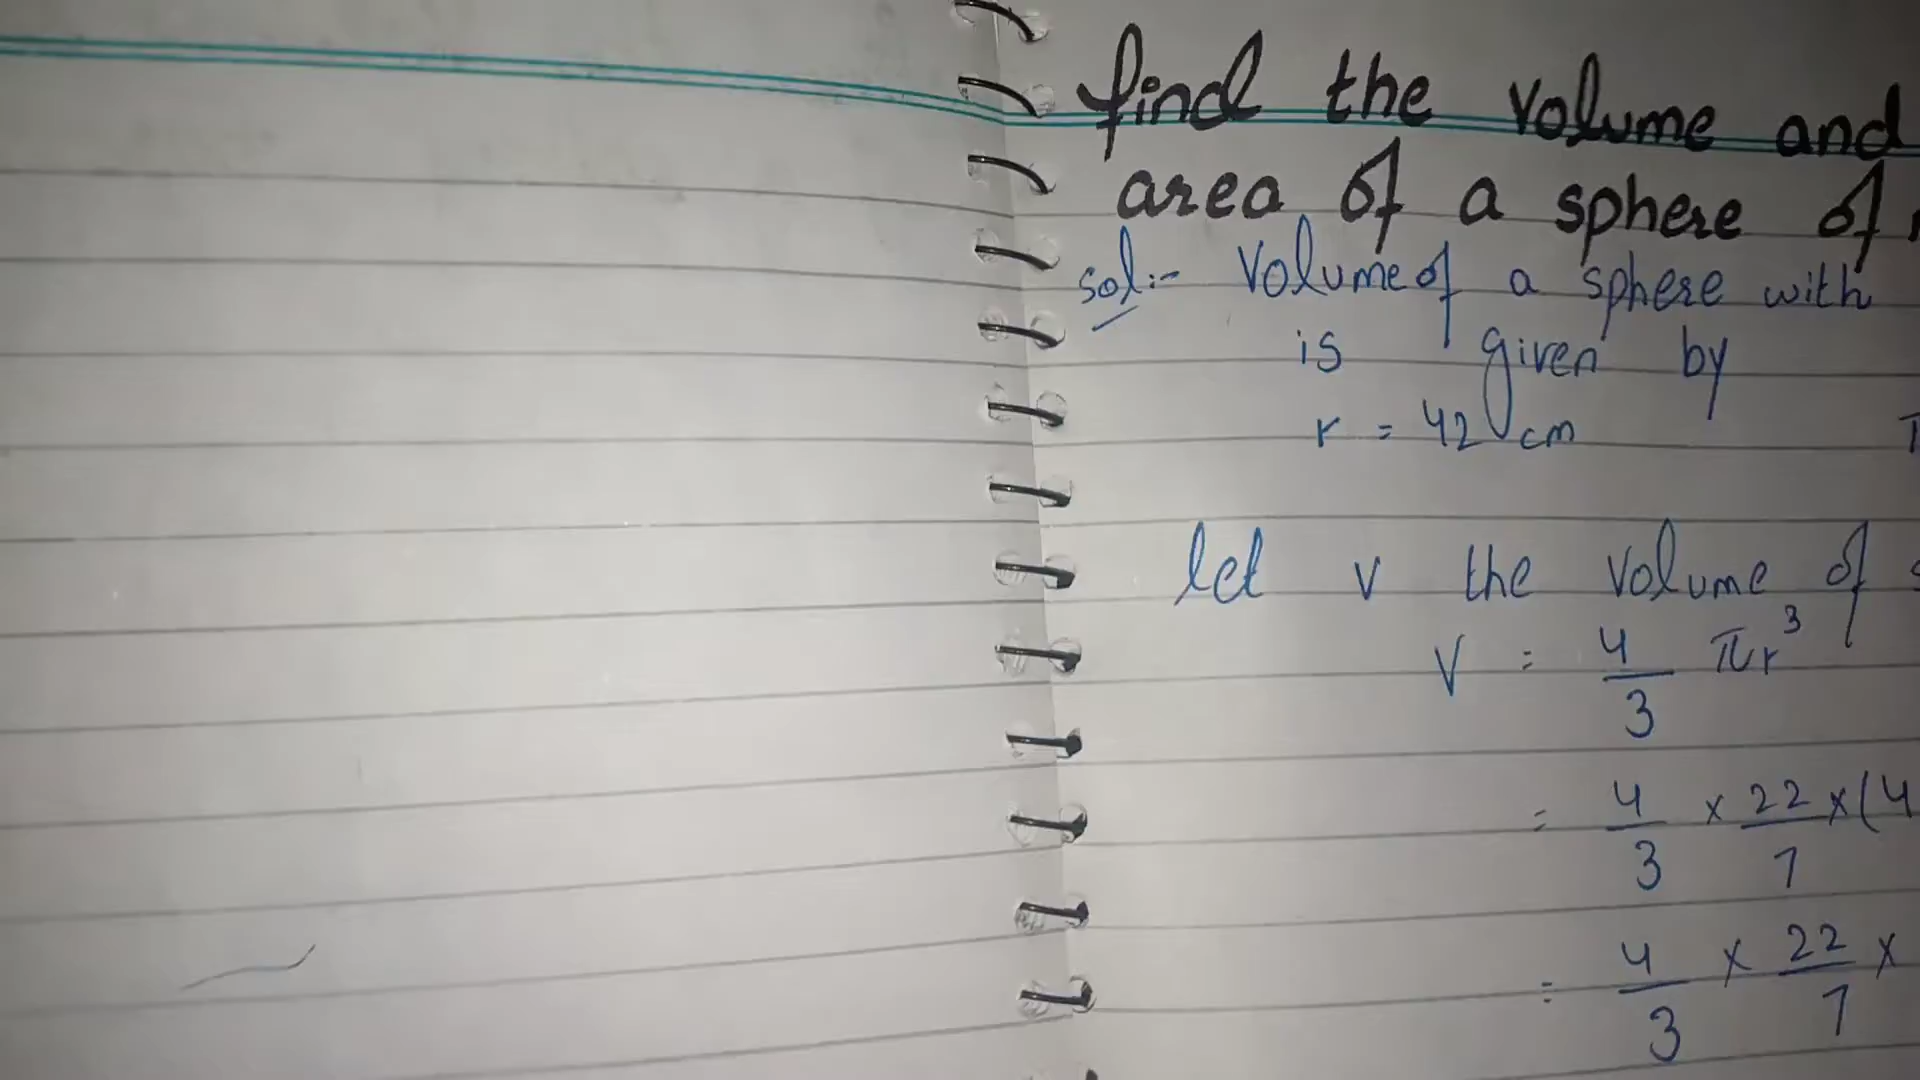 find the volume and
area of a sphere of
sol:- Volume of a sphere with
is given by
r = 42 cm
let v the volume of
V = 4/3 πr³
= 4/3 × 22/7 × (4
= 4/3 × 22/7 ×